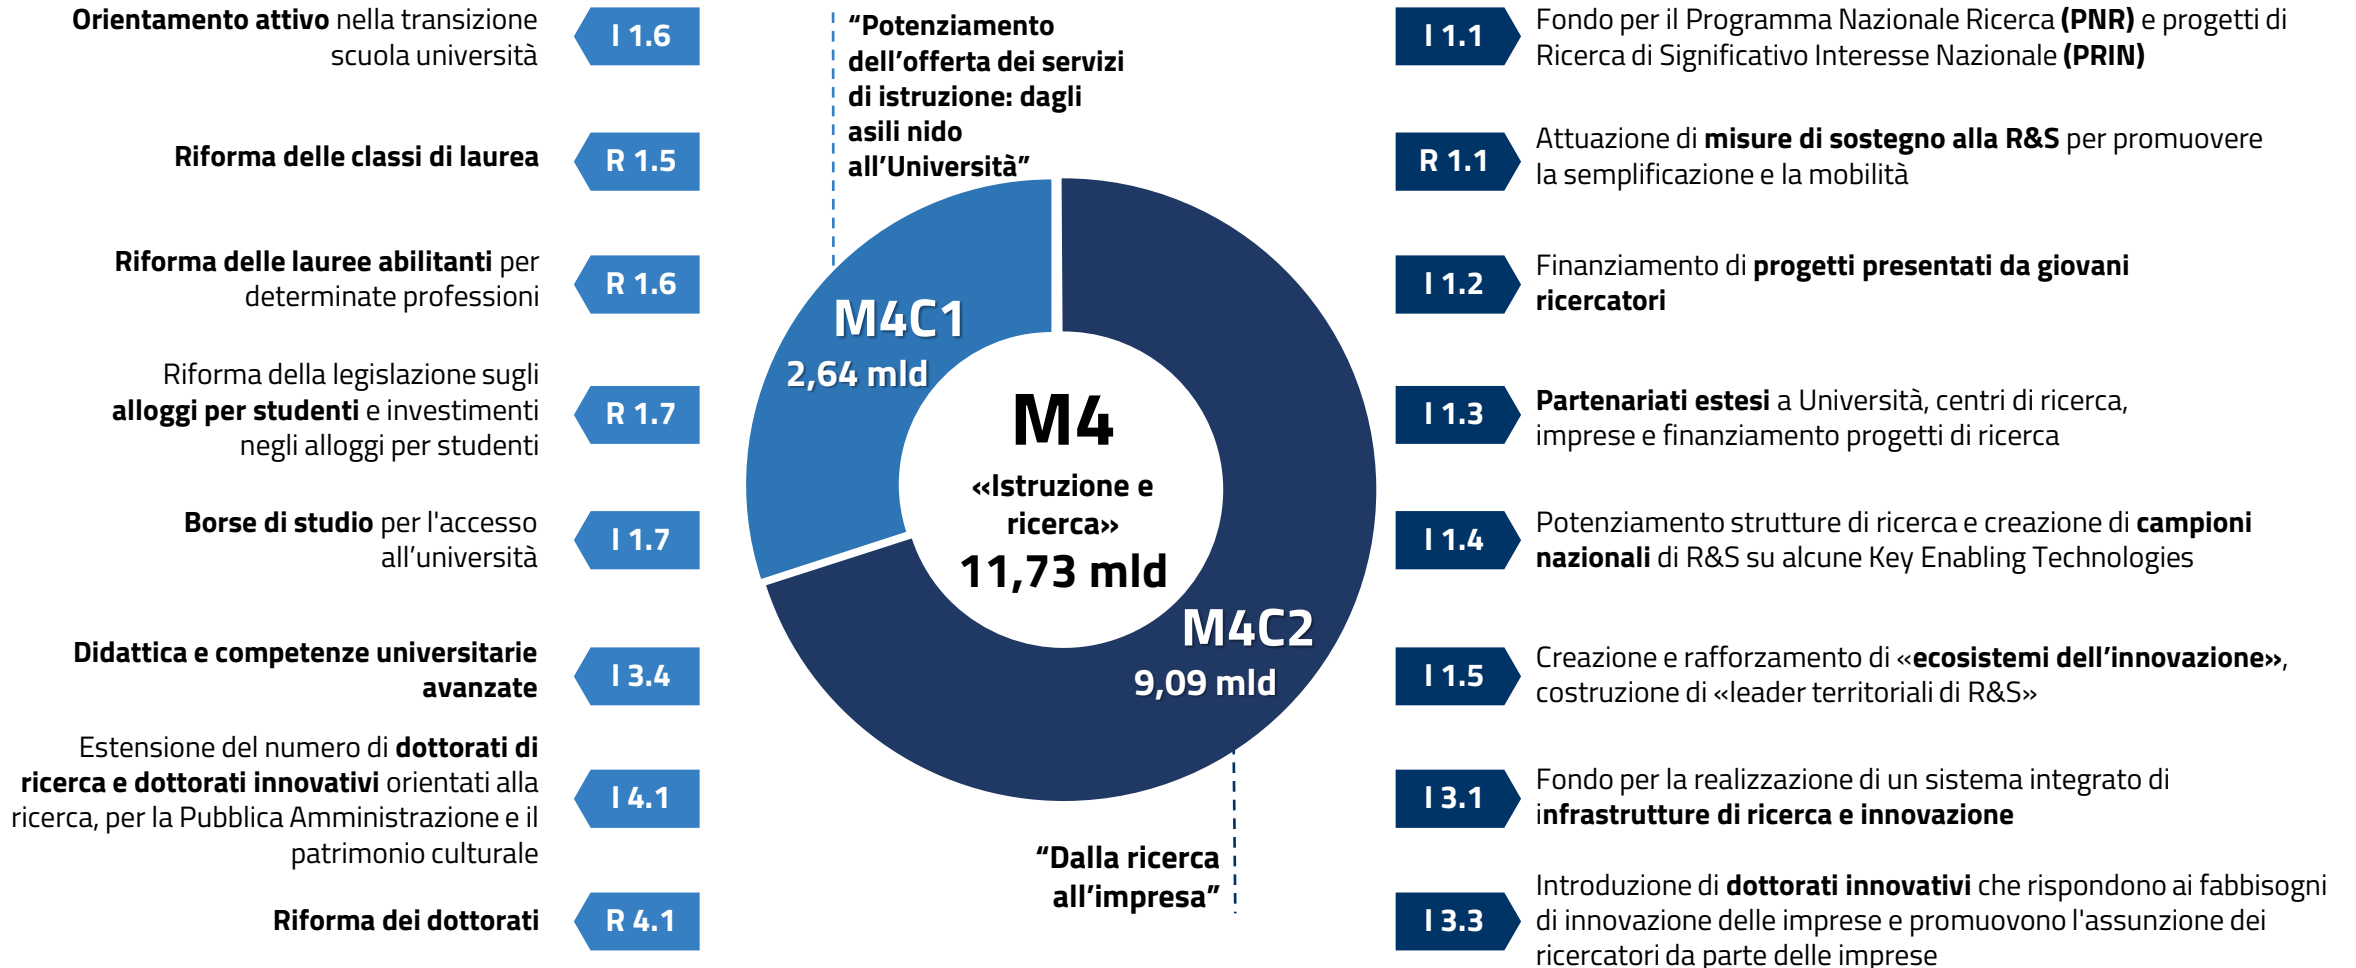 Orientamento attivo nella transizione
scuola università
I 1.6
Riforma delle classi di laurea
R 1.5
Riforma delle lauree abilitanti per
determinate professioni
R 1.6
Riforma della legislazione sugli
alloggi per studenti e investimenti
negli alloggi per studenti
R 1.7
Borse di studio per l'accesso
all’università
I 1.7
Didattica e competenze universitarie
avanzate
I 3.4
Estensione del numero di dottorati di
ricerca e dottorati innovativi orientati alla
ricerca, per la Pubblica Amministrazione e il
patrimonio culturale
I 4.1
Riforma dei dottorati
R 4.1
“Potenziamento
dell’offerta dei servizi
di istruzione: dagli
asili nido
all’Università”
M4C1
2,64 mld
M4
«Istruzione e
ricerca»
11,73 mld
M4C2
9,09 mld
“Dalla ricerca
all’impresa”
I 1.1
Fondo per il Programma Nazionale Ricerca (PNR) e progetti di
Ricerca di Significativo Interesse Nazionale (PRIN)
R 1.1
Attuazione di misure di sostegno alla R&S per promuovere
la semplificazione e la mobilità
I 1.2
Finanziamento di progetti presentati da giovani
ricercatori
I 1.3
Partenariati estesi a Università, centri di ricerca,
imprese e finanziamento progetti di ricerca
I 1.4
Potenziamento strutture di ricerca e creazione di campioni
nazionali di R&S su alcune Key Enabling Technologies
I 1.5
Creazione e rafforzamento di «ecosistemi dell’innovazione»,
costruzione di «leader territoriali di R&S»
I 3.1
Fondo per la realizzazione di un sistema integrato di
infrastrutture di ricerca e innovazione
I 3.3
Introduzione di dottorati innovativi che rispondono ai fabbisogni
di innovazione delle imprese e promuovono l'assunzione dei
ricercatori da parte delle imprese